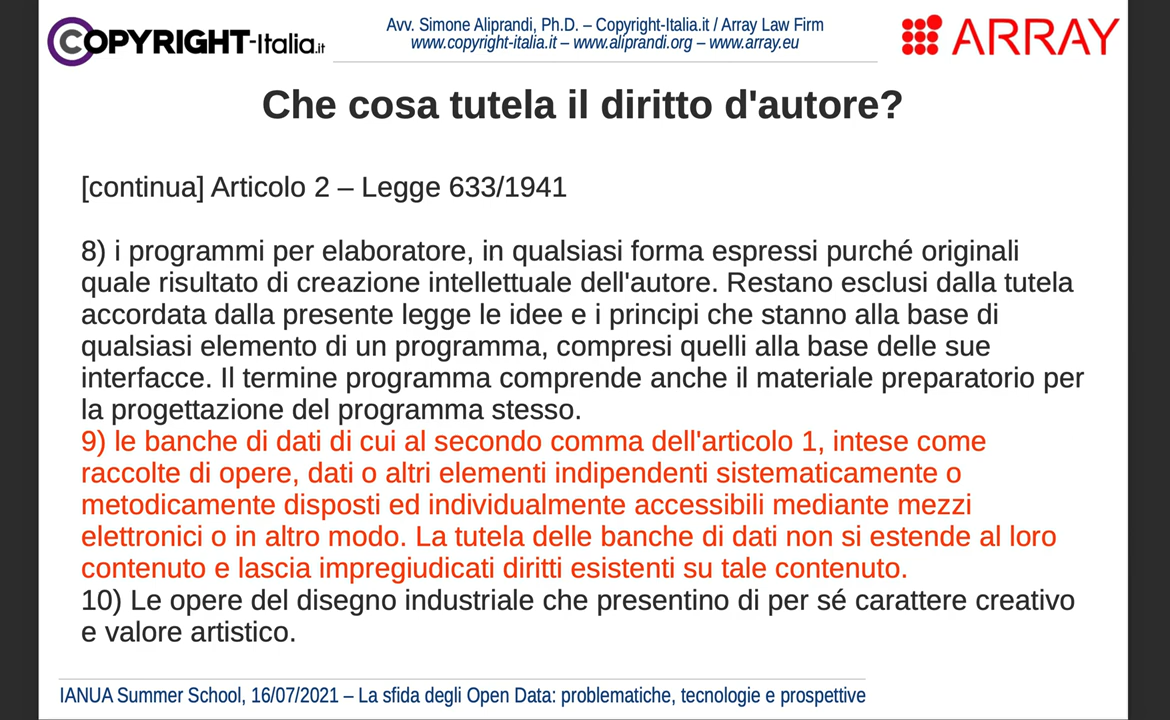 COPYRIGHT-Italia.it
Avv. Simone Aliprandi, Ph.D. – Copyright-Italia.it / Array Law Firm
www.copyright-italia.it – www.aliprandi.org – www.array.eu
ARRAY
Che cosa tutela il diritto d'autore?
[continua] Articolo 2 – Legge 633/1941
8) i programmi per elaboratore, in qualsiasi forma espressi purché originali
quale risultato di creazione intellettuale dell'autore. Restano esclusi dalla tutela
accordata dalla presente legge le idee e i principi che stanno alla base di
qualsiasi elemento di un programma, compresi quelli alla base delle sue
interfacce. Il termine programma comprende anche il materiale preparatorio per
la progettazione del programma stesso.
9) le banche di dati di cui al secondo comma dell'articolo 1, intese come
raccolte di opere, dati o altri elementi indipendenti sistematicamente o
metodicamente disposti ed individualmente accessibili mediante mezzi
elettronici o in altro modo. La tutela delle banche di dati non si estende al loro
contenuto e lascia impregiudicati diritti esistenti su tale contenuto.
10) Le opere del disegno industriale che presentino di per sé carattere creativo
e valore artistico.
IANUA Summer School, 16/07/2021 – La sfida degli Open Data: problematiche, tecnologie e prospettive